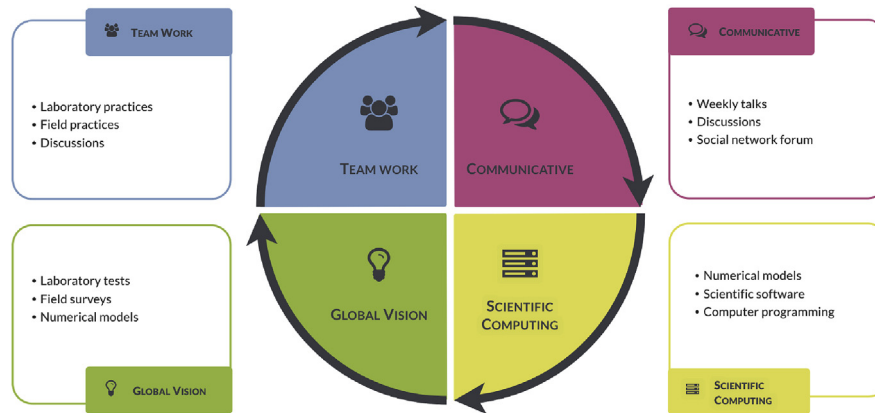 TEAM WORK
• Laboratory practices
• Field practices
• Discussions
COMMUNICATIVE
• Weekly talks
• Discussions
• Social network forum
TEAM WORK
COMMUNICATIVE
GLOBAL VISION
SCIENTIFIC
COMPUTING
• Laboratory tests
• Field surveys
• Numerical models
GLOBAL VISION
• Numerical models
• Scientific software
• Computer programming
SCIENTIFIC
COMPUTING